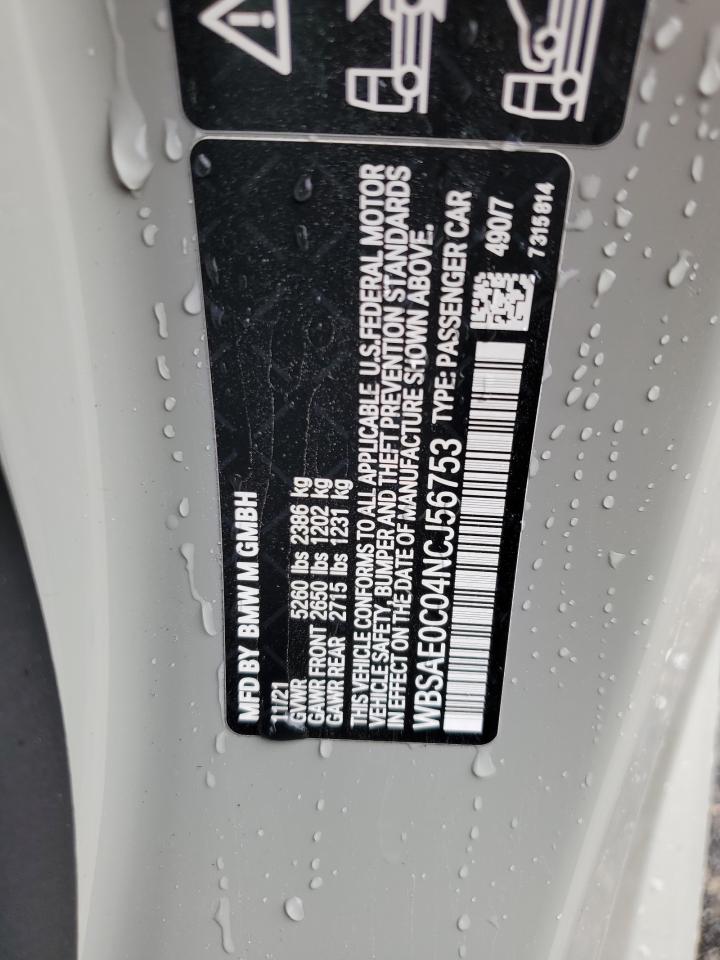 MFD BY BMW M GMBH
11/21
GVWR 5260 lbs 2386 kg
GAWR FRONT 2650 lbs 1202 kg
GAWR REAR 2715 lbs 1231 kg
THIS VEHICLE CONFORMS TO ALL APPLICABLE U.S.FEDERAL MOTOR
VEHICLE SAFETY, BUMPER AND THEFT PREVENTION STANDARDS
IN EFFECT ON THE DATE OF MANUFACTURE SHOWN ABOVE.
WBSAE0C04NCJ56753 TYPE: PASSENGER CAR
490/7
7 315 814